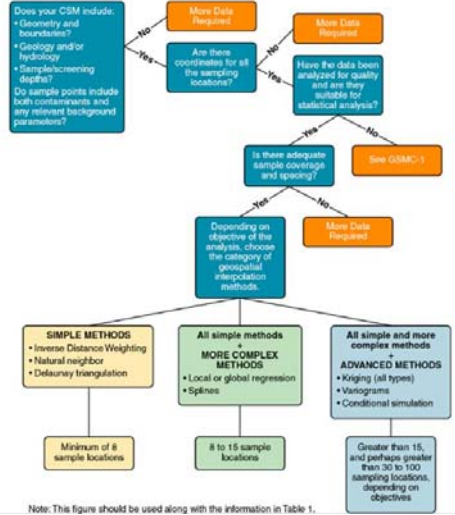 Does your CSM include:
• Geometry and
boundaries?
• Geology and/or
hydrology
• Sample/screening
depths?
Do sample points include
both contaminants and
any relevant background
parameters?
No
More Data
Required
Yes
Are there
coordinates for all
the sampling
locations?
No
More Data
Required
Yes
Have the data been
analyzed for quality
and are they
suitable for
statistical analysis?
Yes
No
Is there adequate
sample coverage
and spacing?
See GSMC-1
Yes
No
Depending on
objective of the
analysis, choose
the category of
geospatial
interpolation
methods.
More Data
Required
SIMPLE METHODS
• Inverse Distance Weighting
• Natural neighbor
• Delaunay triangulation
All simple methods
+
MORE COMPLEX
METHODS
• Local or global regression
• Splines
All simple and more
complex methods
+
ADVANCED METHODS
• Kriging (all types)
• Variograms
• Conditional simulation
Minimum of 8
sample locations
8 to 15 sample
locations
Greater than 15,
and perhaps greater
than 30 to 100
sampling locations,
depending on
objectives
Note: This figure should be used along with the information in Table 1.